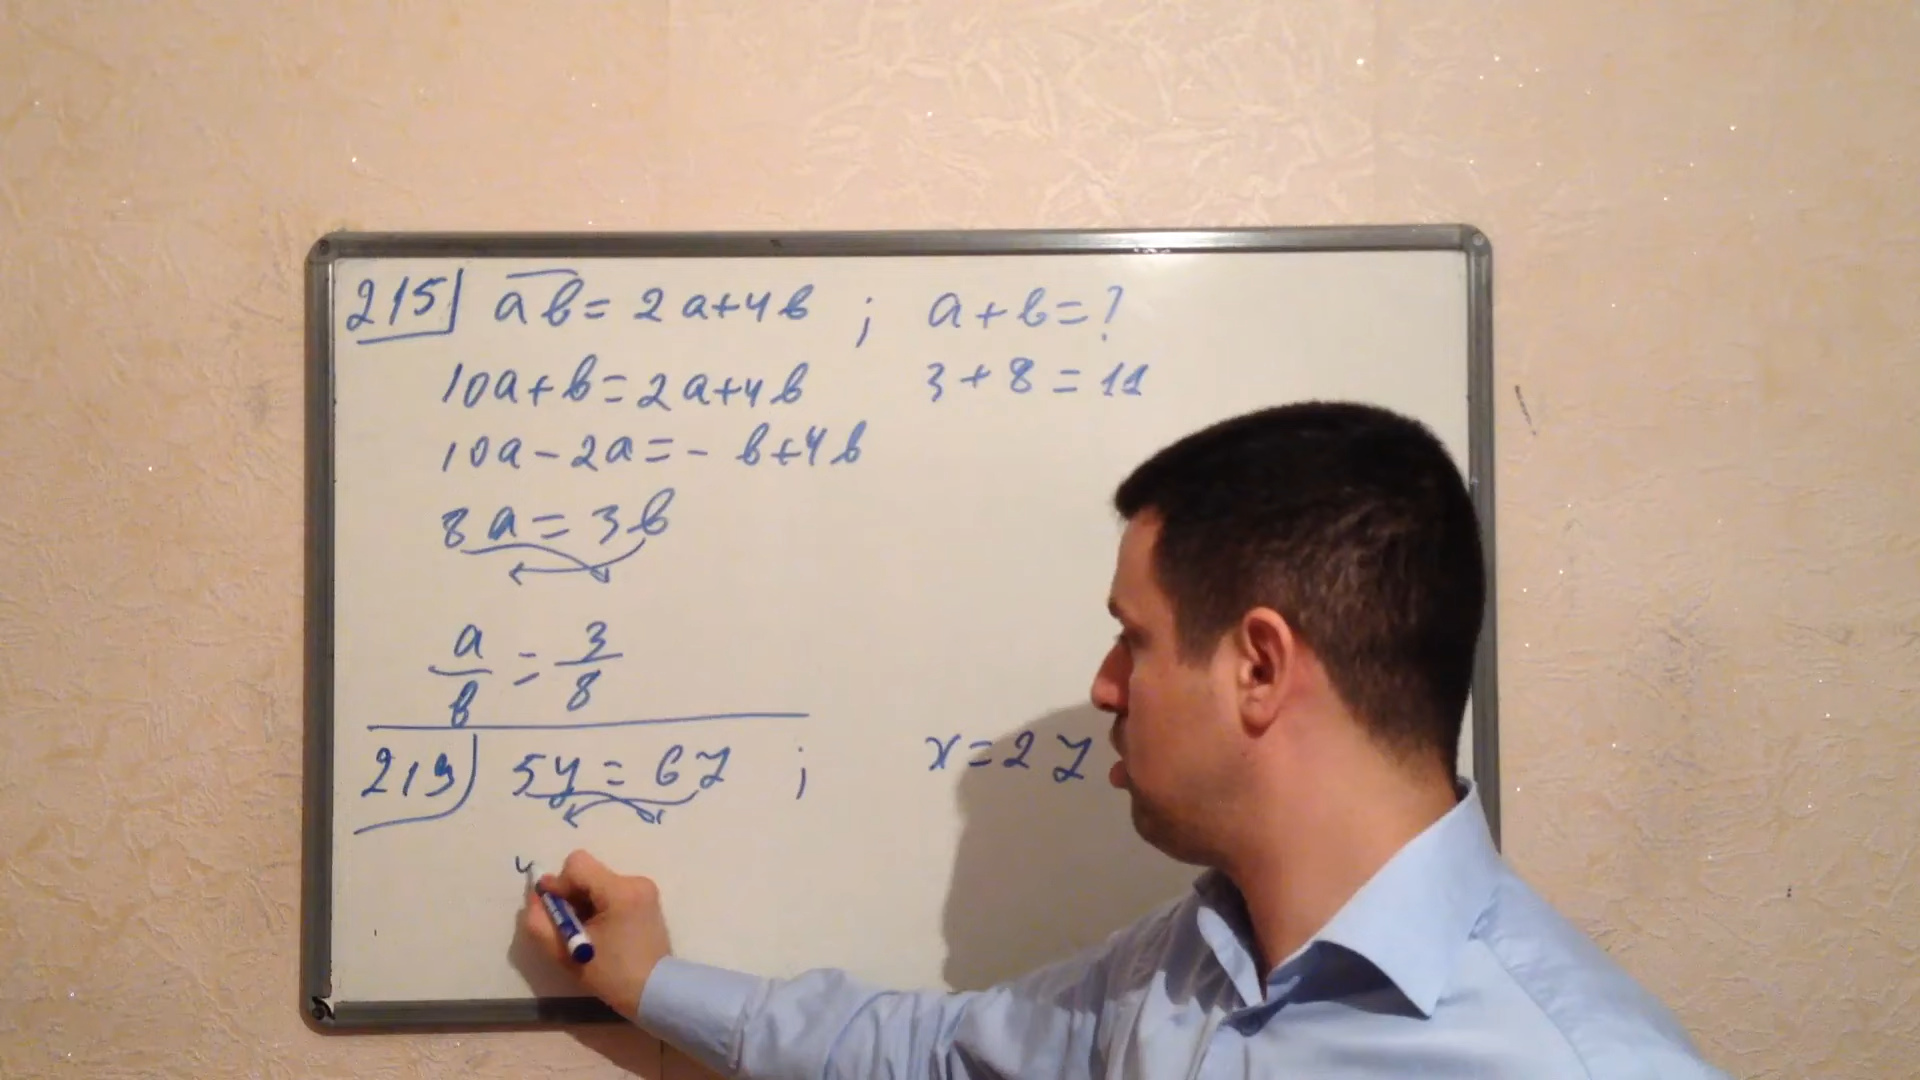 215 ab̅ = 2a+4b ; a+b=?
10a+b=2a+4b 3+8=11
10a-2a=-b+4b
8a=3b
a/b = 3/8
213) 5y=6z ; x=2z
y